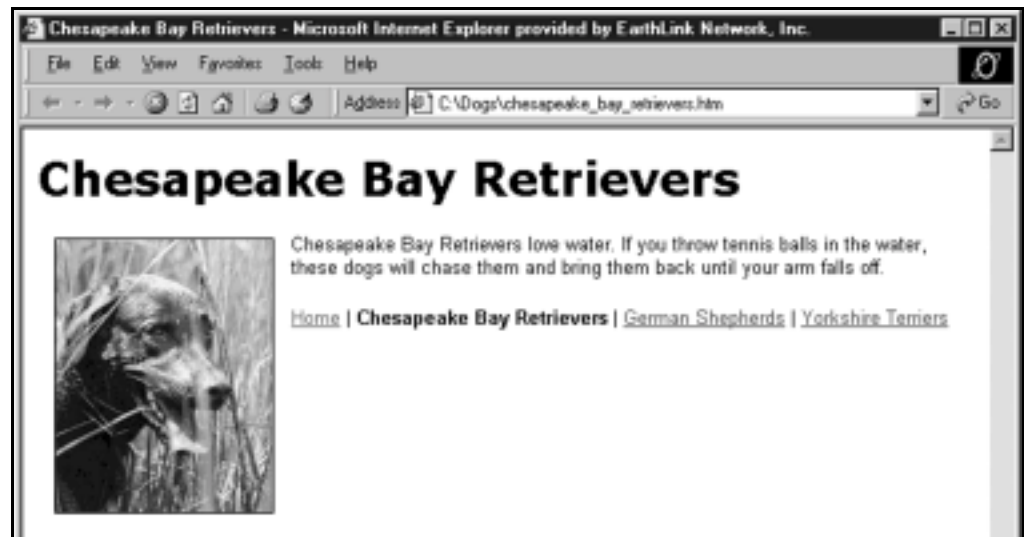 Chesapeake Bay Retrievers - Microsoft Internet Explorer provided by EarthLink Network, Inc.
File Edit View Favorites Tools Help
Address C:\Dogs\chesapeake_bay_retrievers.htm Go
Chesapeake Bay Retrievers
Chesapeake Bay Retrievers love water. If you throw tennis balls in the water,
these dogs will chase them and bring them back until your arm falls off.
Home | Chesapeake Bay Retrievers | German Shepherds | Yorkshire Terriers